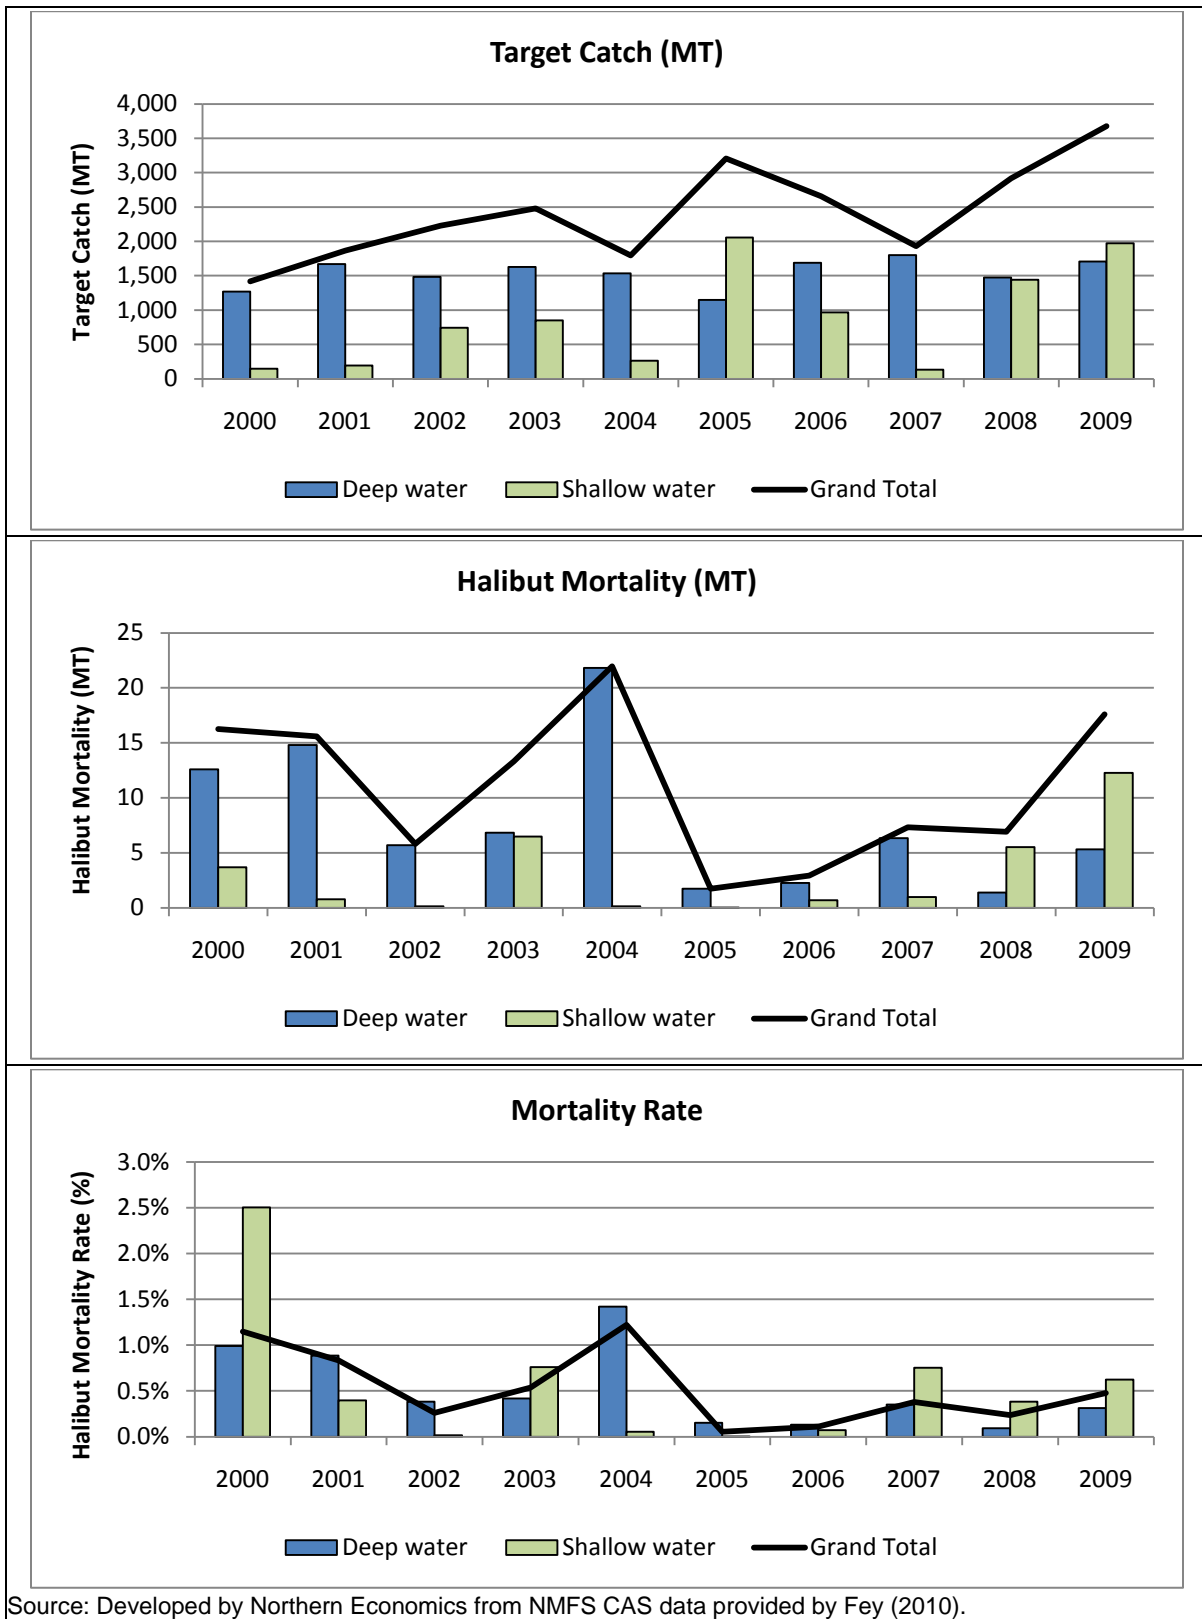 Target Catch (MT)
Target Catch (MT)
4,000
3,500
3,000
2,500
2,000
1,500
1,000
500
0
2000 2001 2002 2003 2004 2005 2006 2007 2008 2009
Deep water Shallow water Grand Total
Halibut Mortality (MT)
Halibut Mortality (MT)
25
20
15
10
5
0
2000 2001 2002 2003 2004 2005 2006 2007 2008 2009
Deep water Shallow water Grand Total
Mortality Rate
Halibut Mortality Rate (%)
3.0%
2.5%
2.0%
1.5%
1.0%
0.5%
0.0%
2000 2001 2002 2003 2004 2005 2006 2007 2008 2009
Deep water Shallow water Grand Total
Source: Developed by Northern Economics from NMFS CAS data provided by Fey (2010).